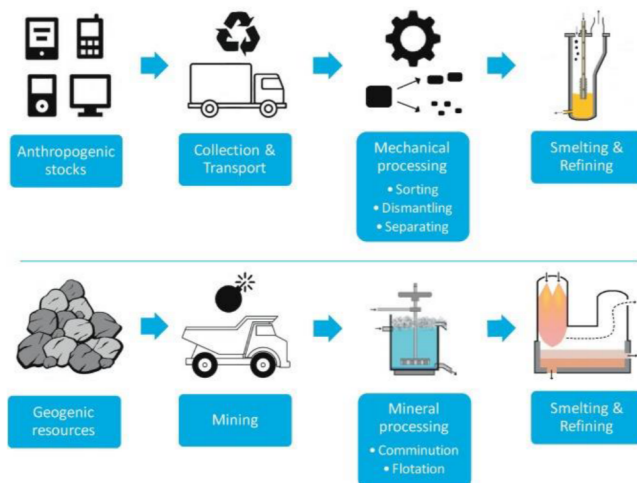 Anthropogenic
stocks
Collection &
Transport
Mechanical
processing
• Sorting
• Dismantling
• Separating
Smelting &
Refining
Geogenic
resources
Mining
Mineral
processing
• Comminution
• Flotation
Smelting &
Refining